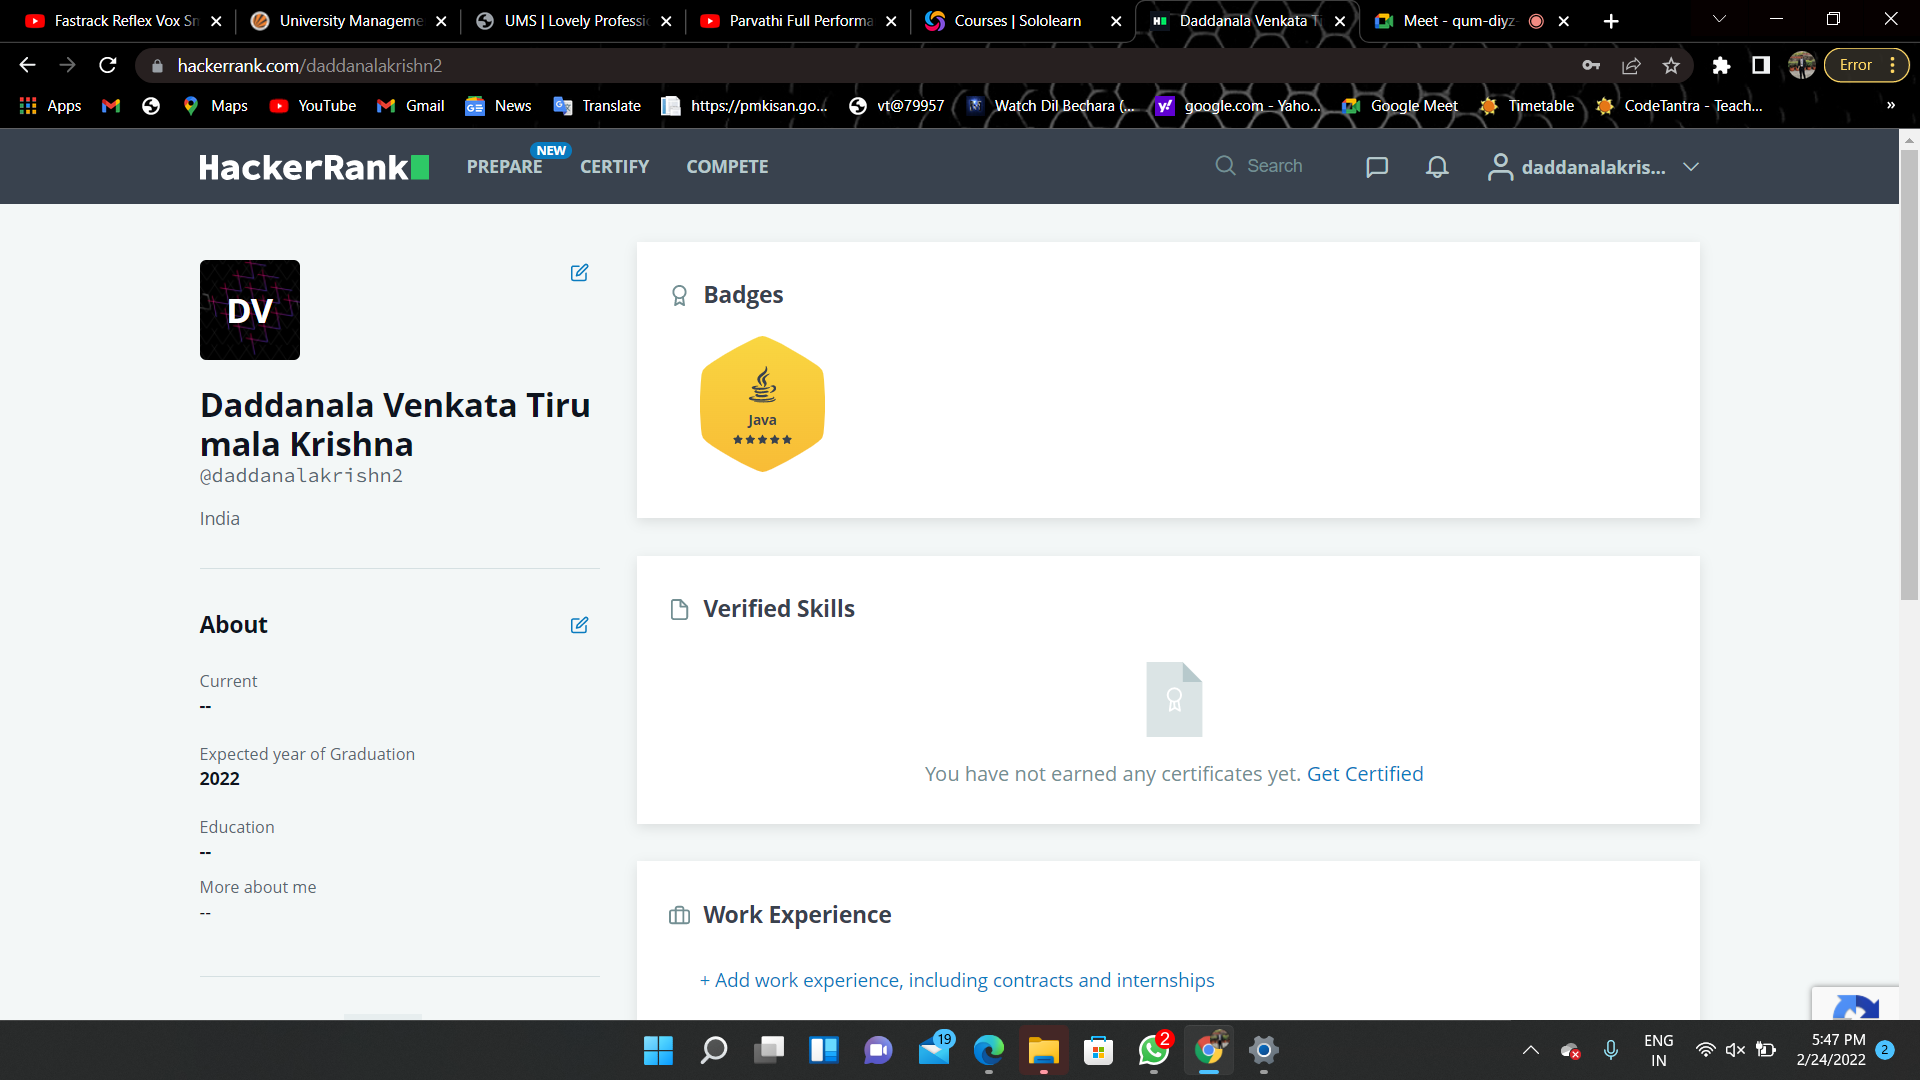 Fastrack Reflex Vox Sm
University Manageme
UMS | Lovely Professio
Parvathi Full Performa
Courses | Sololearn
Daddanala Venkata T
Meet - qum-diyz-
hackerrank.com/daddanalakrishn2
Error
Apps
Maps
YouTube
Gmail
News
Translate
https://pmkisan.go...
vt@79957
Watch Dil Bechara (...
google.com - Yaho...
Google Meet
Timetable
CodeTantra - Teach...
»
HackerRank
PREPARE
NEW
CERTIFY
COMPETE
Search
daddanalakris...
DV
Daddanala Venkata Tiru
mala Krishna
@daddanalakrishn2
India
About
Current
--
Expected year of Graduation
2022
Education
--
More about me
--
Badges
Java
Verified Skills
You have not earned any certificates yet. Get Certified
Work Experience
+ Add work experience, including contracts and internships
19
2
ENG
IN
5:47 PM
2/24/2022
2